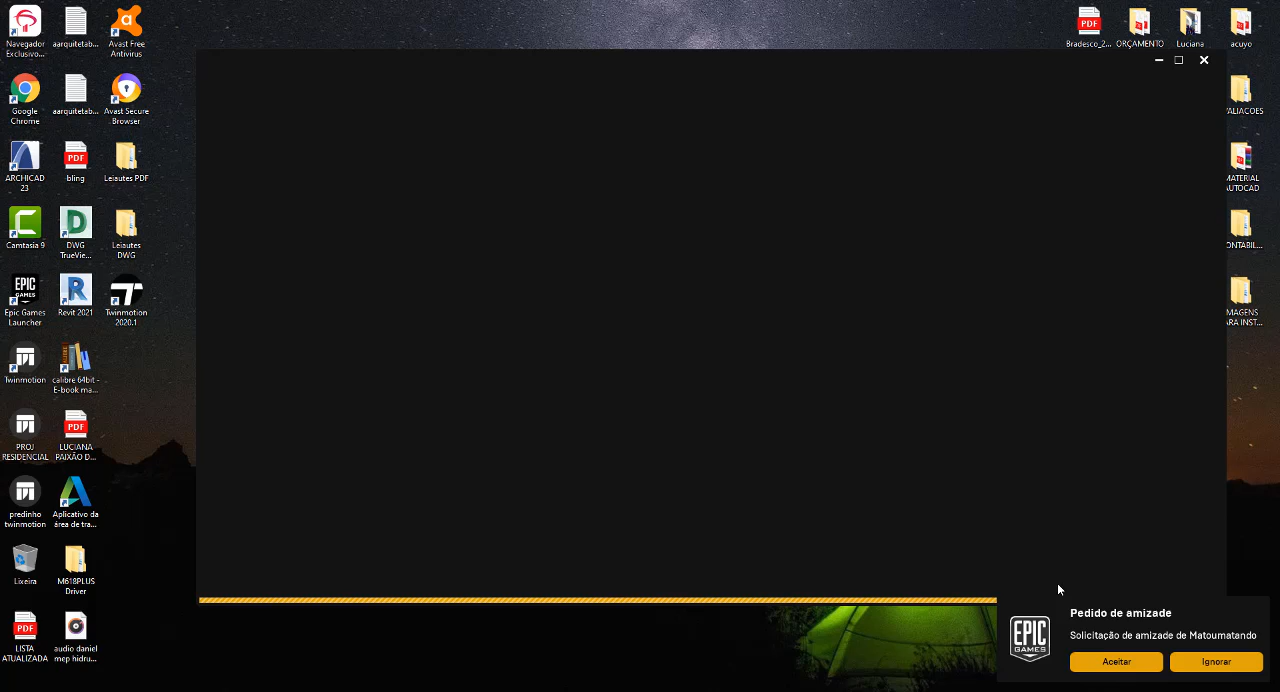 Navegador
Exclusivo...
aarquitetab...
Avast Free
Antivirus
Google
Chrome
aarquitetab...
Avast Secure
Browser
ARCHICAD
23
PDF
bling
Leiautes PDF
Camtasia 9
DWG
TrueVie...
Leiautes
DWG
EPIC
GAMES
Epic Games
Launcher
Revit 2021
Twinmotion
2020.1
Twinmotion
calibre 64bit -
E-book ma...
PROJ
RESIDENCIAL
PDF
LUCIANA
PAIXÃO D...
predinho
twinmotion
Aplicativo da
área de tra...
Lixeira
M618PLUS
Driver
PDF
LISTA
ATUALIZADA
audio daniel
mep hidru...
PDF
Bradesco_2...
ORÇAMENTO
Luciana
acuyo
VALIACOES
MATERIAL
AUTOCAD
ONTABIL...
MAGENS
ARA INST...
EPIC
GAMES
Pedido de amizade
Solicitação de amizade de Matoumatando
Aceitar
Ignorar